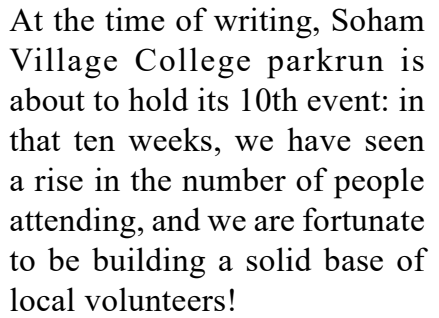 At the time of writing, Soham
Village College parkrun is
about to hold its 10th event: in
that ten weeks, we have seen
a rise in the number of people
attending, and we are fortunate
to be building a solid base of
local volunteers!